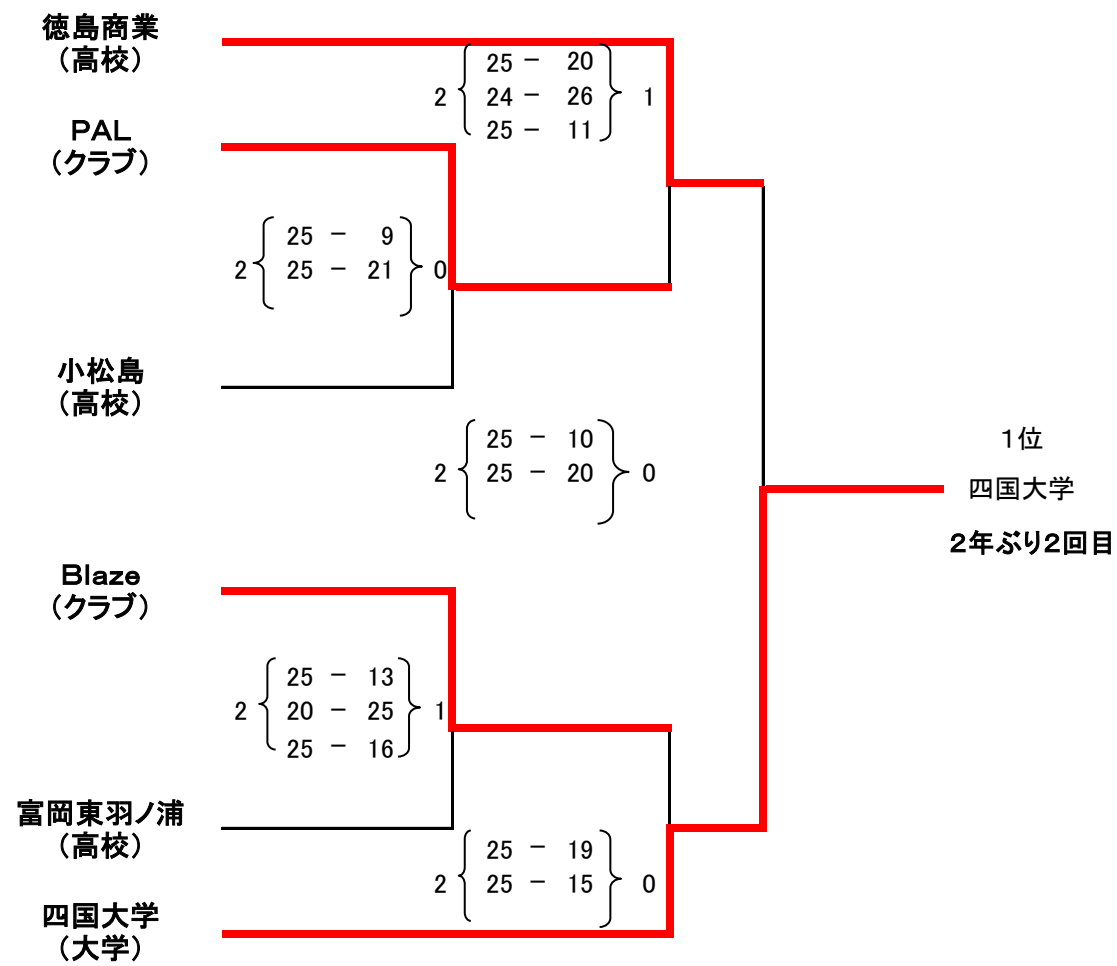 徳島商業
（高校）
25 － 20
2 24 － 26 1
25 － 11
ＰＡＬ
（クラブ）
25 － 9
2 25 － 21 0
小松島
（高校）
25 － 10
2 25 － 20 0
１位
四国大学
２年ぶり２回目
Ｂｌａｚｅ
（クラブ）
25 － 13
2 20 － 25 1
25 － 16
富岡東羽ノ浦
（高校）
25 － 19
2 25 － 15 0
四国大学
（大学）